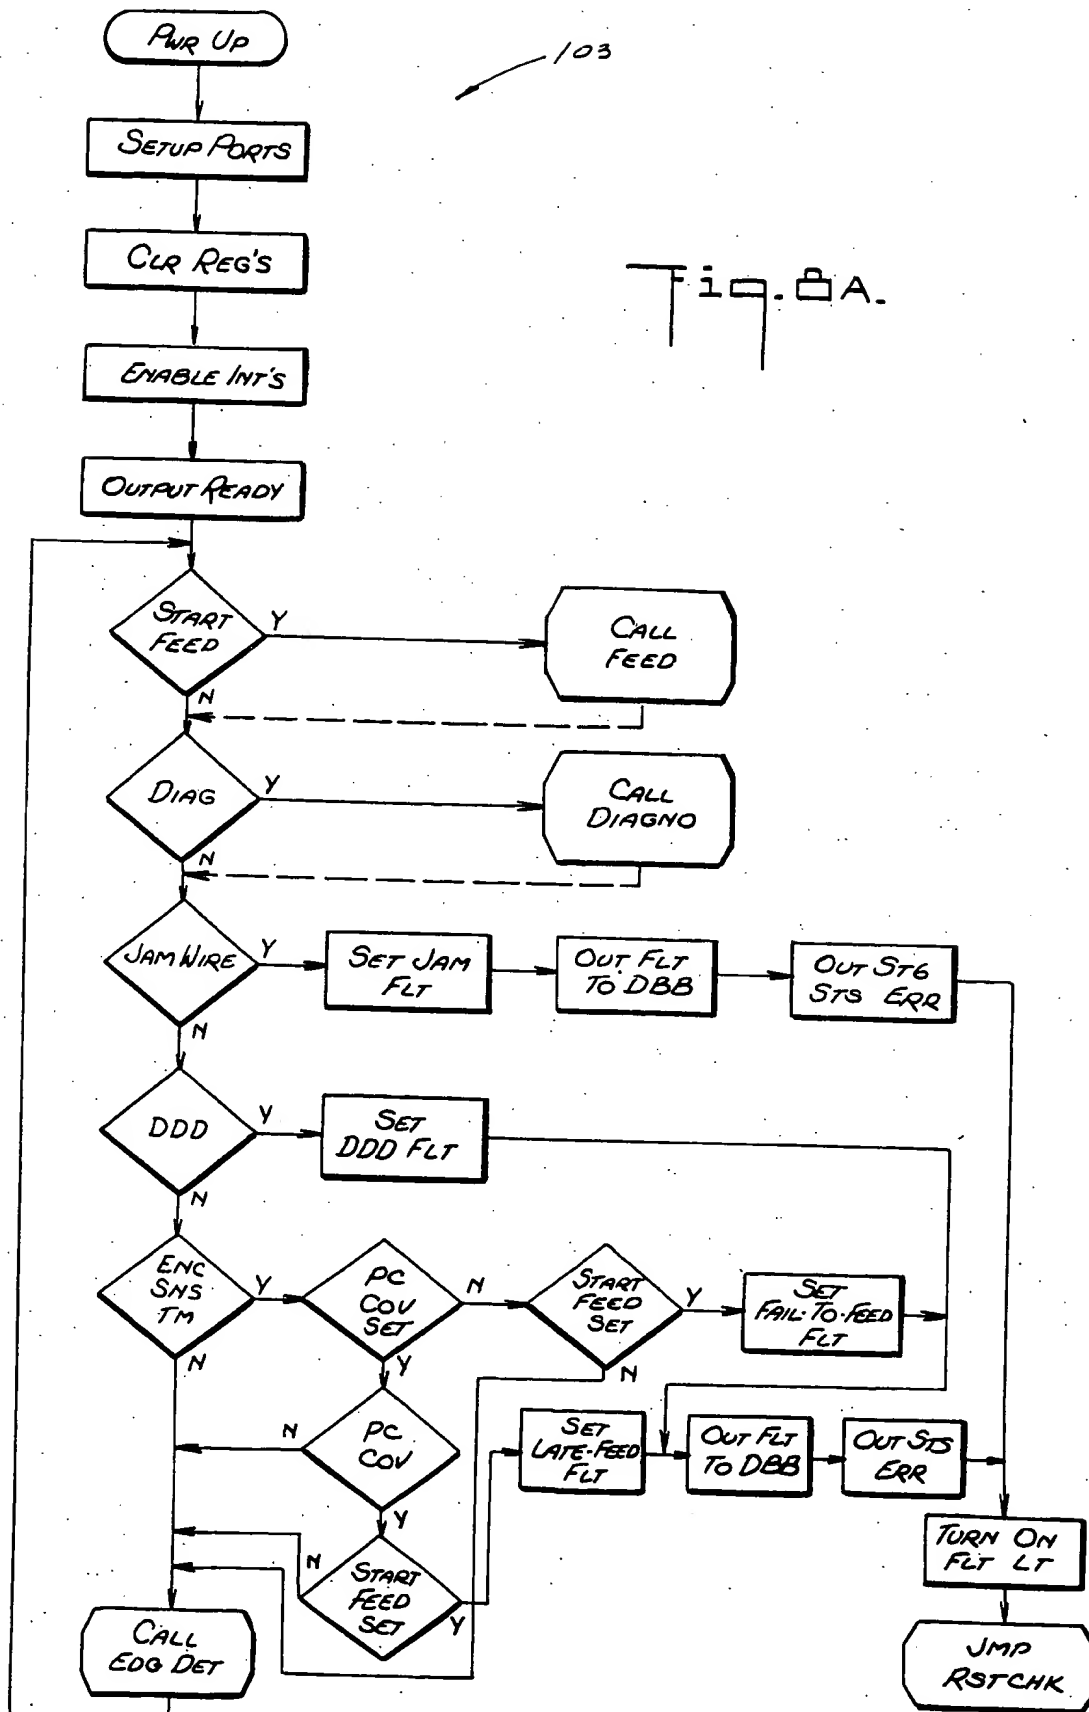 PWR UP
103
SETUP PORTS
CLR REG'S
Fig. 8A.
ENABLE INT'S
OUTPUT READY
START
FEED
Y
CALL
FEED
N
DIAG
Y
CALL
DIAGNO
N
JAM WIRE
Y
SET JAM
FLT
OUT FLT
TO DBB
OUT STG
STS ERR
N
DDD
Y
SET
DDD FLT
N
ENC
SNS
TM
Y
PC
COV
SET
N
START
FEED
SET
Y
SET
FAIL-TO-FEED
FLT
N
Y
N
PC
COV
N
SET
LATE-FEED
FLT
OUT FLT
TO DBB
OUT STS
ERR
Y
START
FEED
SET
N
Y
TURN ON
FLT LT
CALL
EDG DET
JMP
RSTCHK